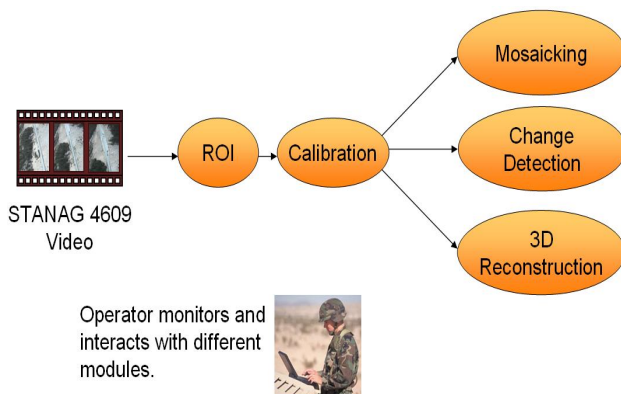 STANAG 4609
Video
ROI
Calibration
Mosaicking
Change
Detection
3D
Reconstruction
Operator monitors and
interacts with different
modules.